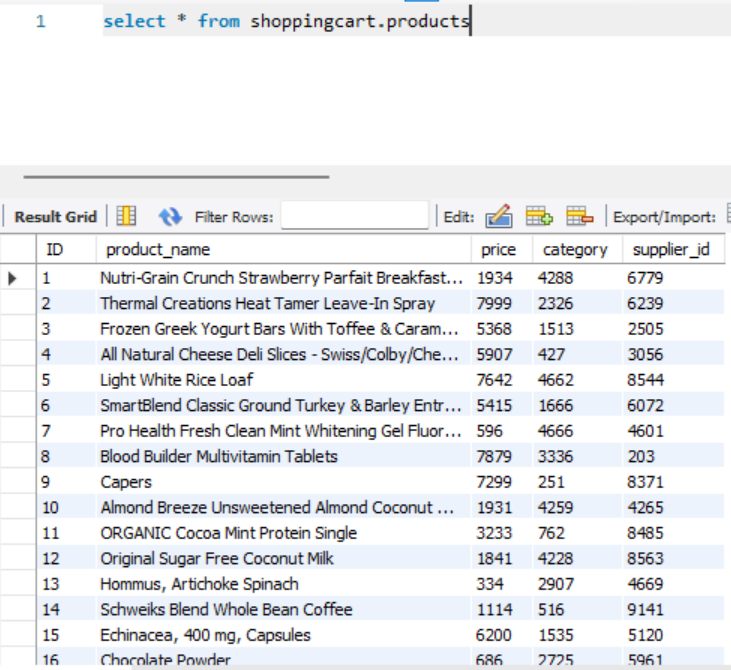 1 select * from shoppingcart.products
Result Grid Filter Rows: Edit: Export/Import:
ID product_name price category supplier_id
1 Nutri-Grain Crunch Strawberry Parfait Breakfast... 1934 4288 6779
2 Thermal Creations Heat Tamer Leave-In Spray 7999 2326 6239
3 Frozen Greek Yogurt Bars With Toffee & Caram... 5368 1513 2505
4 All Natural Cheese Deli Slices - Swiss/Colby/Che... 5907 427 3056
5 Light White Rice Loaf 7642 4662 8544
6 SmartBlend Classic Ground Turkey & Barley Entr... 5415 1666 6072
7 Pro Health Fresh Clean Mint Whitening Gel Fluor... 596 4666 4601
8 Blood Builder Multivitamin Tablets 7879 3336 203
9 Capers 7299 251 8371
10 Almond Breeze Unsweetened Almond Coconut ... 1931 4259 4265
11 ORGANIC Cocoa Mint Protein Single 3233 762 8485
12 Original Sugar Free Coconut Milk 1841 4228 8563
13 Hommus, Artichoke Spinach 334 2907 4669
14 Schweiks Blend Whole Bean Coffee 1114 516 9141
15 Echinacea, 400 mg, Capsules 6200 1535 5120
16 Chocolate Powder 686 2725 5961